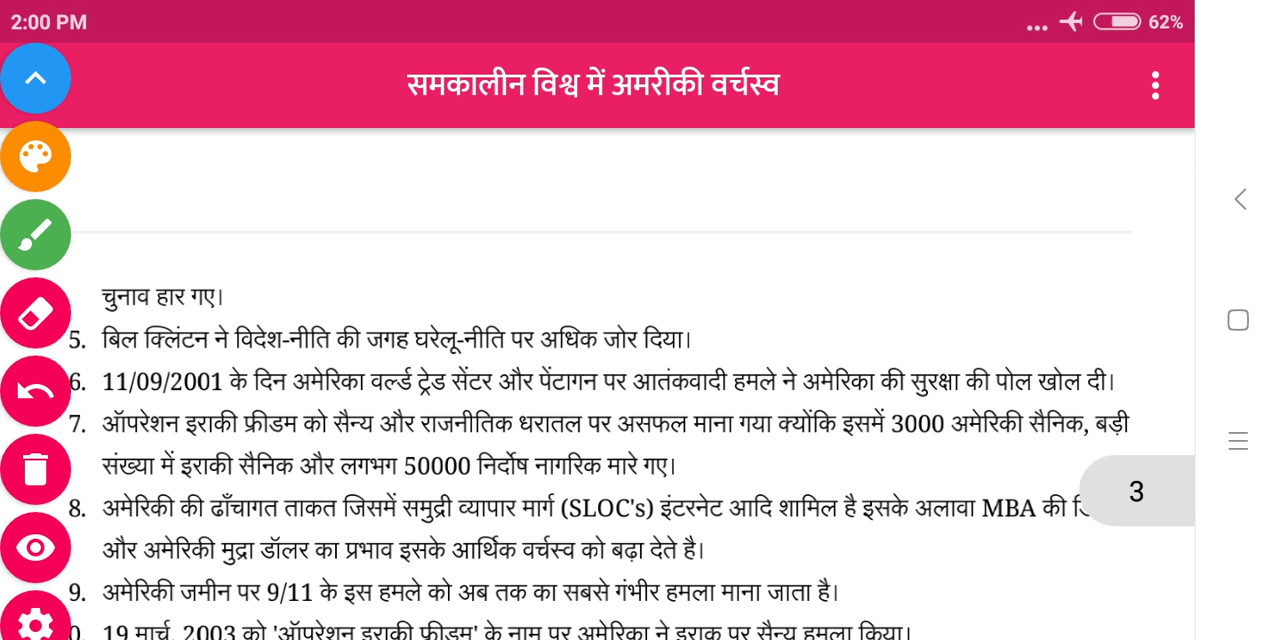 2:00 PM
62%
समकालीन विश्व में अमरीकी वर्चस्व
चुनाव हार गए।
5. बिल क्लिंटन ने विदेश-नीति की जगह घरेलू-नीति पर अधिक जोर दिया।
6. 11/09/2001 के दिन अमेरिका वर्ल्ड ट्रेड सेंटर और पेंटागन पर आतंकवादी हमले ने अमेरिका की सुरक्षा की पोल खोल दी।
7. ऑपरेशन इराकी फ्रीडम को सैन्य और राजनीतिक धरातल पर असफल माना गया क्योंकि इसमें 3000 अमेरिकी सैनिक, बड़ी
संख्या में इराकी सैनिक और लगभग 50000 निर्दोष नागरिक मारे गए।
3
8. अमेरिकी की ढाँचागत ताकत जिसमें समुद्री व्यापार मार्ग (SLOC's) इंटरनेट आदि शामिल है इसके अलावा MBA की
और अमेरिकी मुद्रा डॉलर का प्रभाव इसके आर्थिक वर्चस्व को बढ़ा देते है।
9. अमेरिकी जमीन पर 9/11 के इस हमले को अब तक का सबसे गंभीर हमला माना जाता है।
19 मार्च, 2003 को 'ऑपरेशन इराकी फ्रीडम' के नाम पर अमेरिका ने इराक पर सैन्य हमला किया।